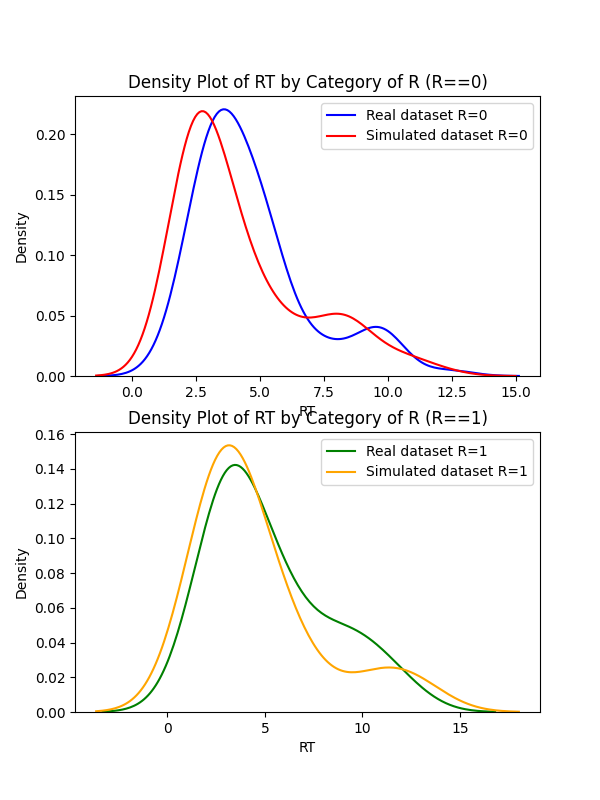 Density Plot of RT by Category of R (R==0)
Real dataset R=0
Simulated dataset R=0
Density
0.20
0.15
0.10
0.05
0.00
0.0 2.5 5.0 7.5 10.0 12.5 15.0
RT
Density Plot of RT by Category of R (R==1)
Real dataset R=1
Simulated dataset R=1
Density
0.16
0.14
0.12
0.10
0.08
0.06
0.04
0.02
0.00
0 5 10 15
RT